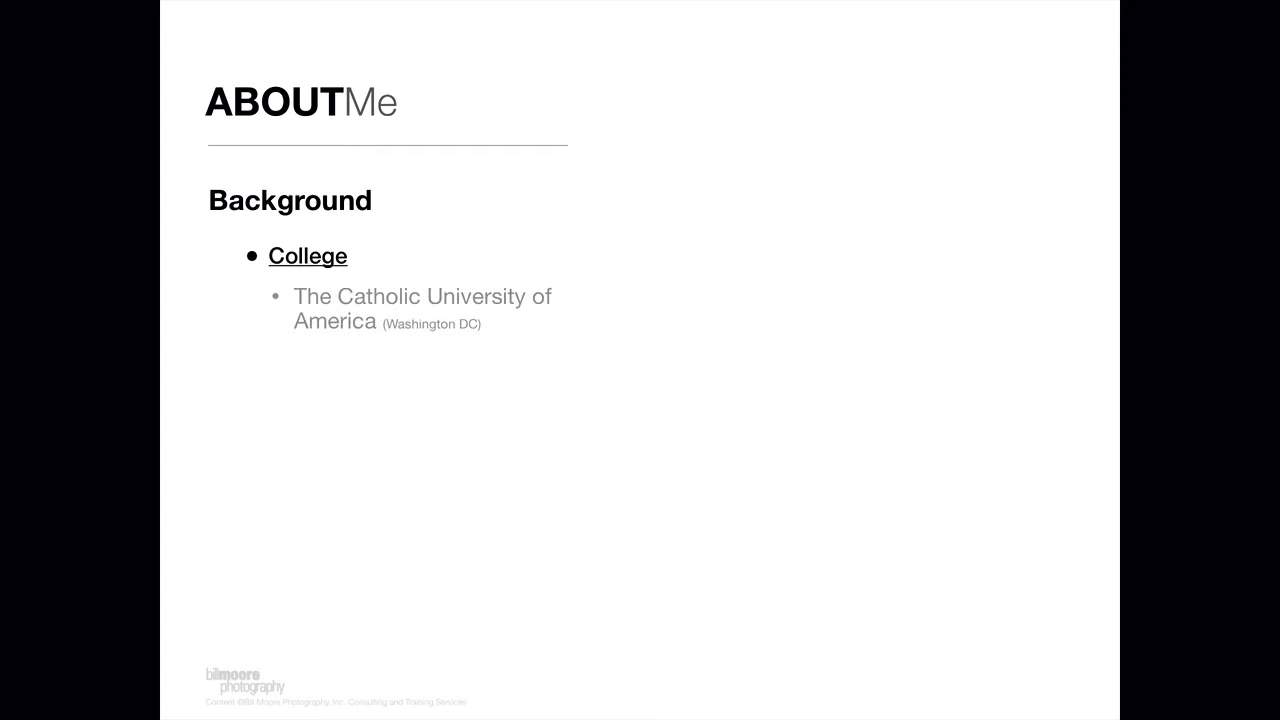 ABOUTMe
Background
• College
• The Catholic University of
America (Washington DC)
billmoore
photography
Content ©Bill Moore Photography, Inc. Consulting and Training Services